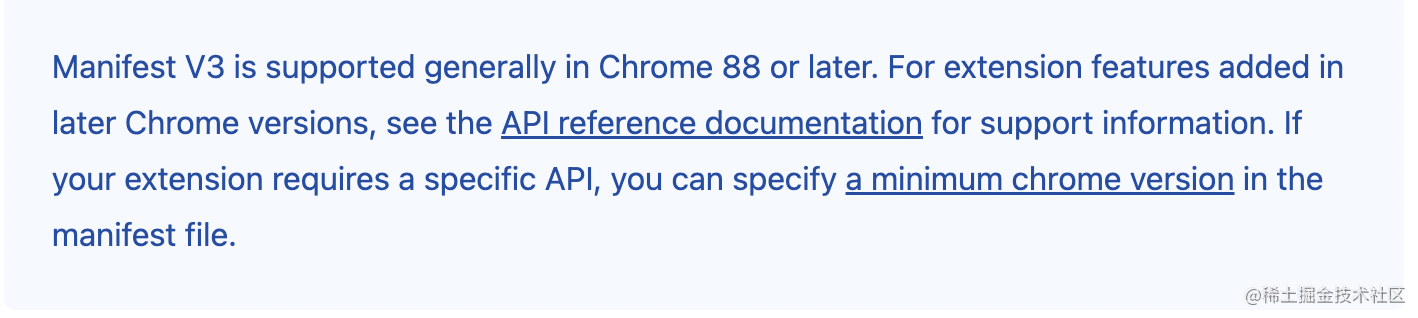 Manifest V3 is supported generally in Chrome 88 or later. For extension features added in
later Chrome versions, see the API reference documentation for support information. If
your extension requires a specific API, you can specify a minimum chrome version in the
manifest file.
@稀土掘金技术社区